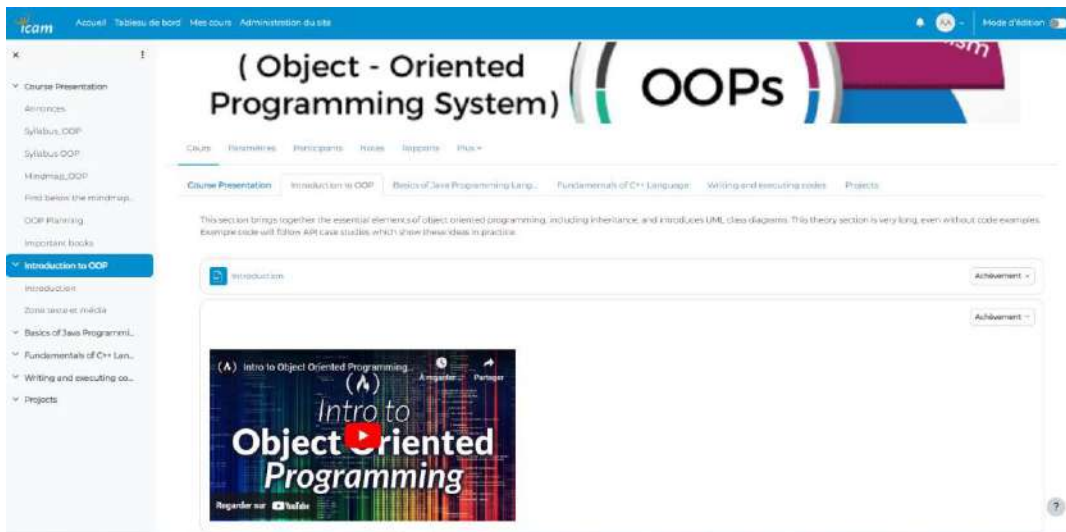 icam
Accueil Tableau de bord Mes cours Administration du site
AA
Mode d'édition
Course Presentation
Annonces
Syllabus_OOP
Syllabus OOP
Mindmap_OOP
Find below the mindmap...
OOP Planning
Important books
Introduction to OOP
Introduction
Zone texte et média
Basics of Java Programmi...
Fundamentals of C++ Lan...
Writing and executing co...
Projects
( Object - Oriented
Programming System)
OOPs
sm
Cours Paramètres Participants Notes Rapports Plus
Course Presentation Introduction to OOP Basics of Java Programming Lang... Fundamentals of C++ Language Writing and executing codes Projects
This section brings together the essential elements of object oriented programming, including inheritance, and introduces UML class diagrams. This theory section is very long, even without code examples.
Example code will follow API case studies which show these ideas in practice.
Introduction
Achèvement
Achèvement
Intro to Object Oriented Programming...
À regarder... Partager
Intro to
Object Oriented
Programming
Regarder sur YouTube
?